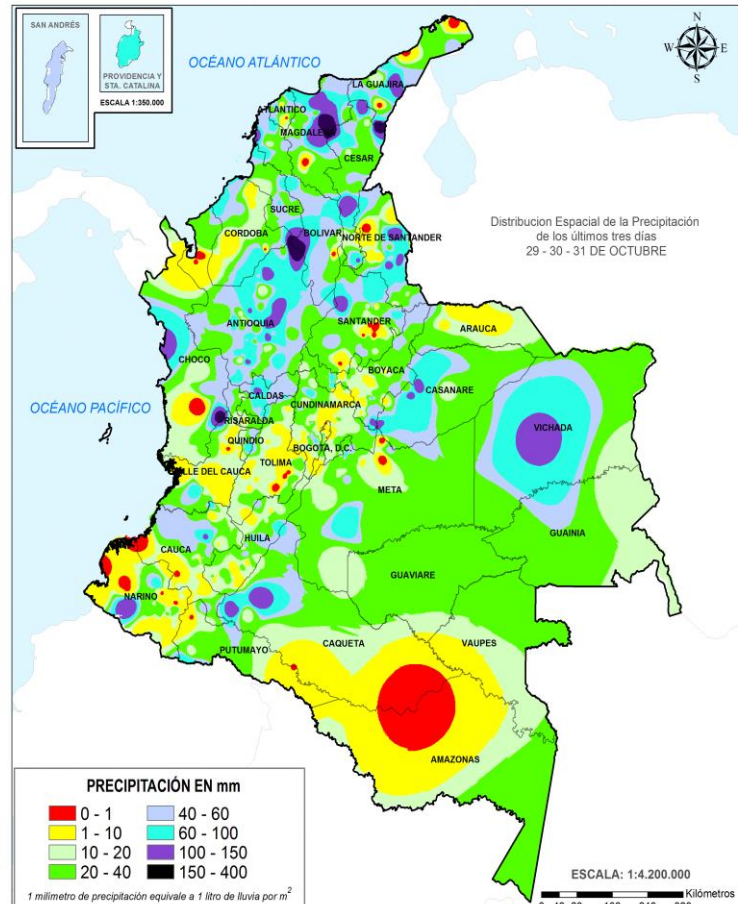 SAN ANDRÉS
PROVIDENCIA Y
STA. CATALINA
ESCALA 1:350.000
OCÉANO ATLÁNTICO
N
W
E
S
LA GUAJIRA
ATLANTICO
MAGDALENA
CESAR
SUCRE
CORDOBA
BOLIVAR
NORTE DE SANTANDER
Distribucion Espacial de la Precipitación
de los últimos tres días
29 - 30 - 31 DE OCTUBRE
ANTIOQUIA
SANTANDER
ARAUCA
CHOCO
BOYACA
CASANARE
OCÉANO PACÍFICO
CALDAS
CUNDINAMARCA
RISARALDA
VICHADA
QUINDIO
BOGOTA, D.C.
VALLE DEL CAUCA
TOLIMA
META
GUAINIA
CAUCA
HUILA
GUAVIARE
NARINO
PUTUMAYO
CAQUETA
VAUPES
AMAZONAS
PRECIPITACIÓN EN mm
0 - 1
40 - 60
1 - 10
60 - 100
10 - 20
100 - 150
20 - 40
150 - 400
1 milimetro de precipitación equivale a 1 litro de lluvia por m²
ESCALA: 1:4.200.000
Kilómetros